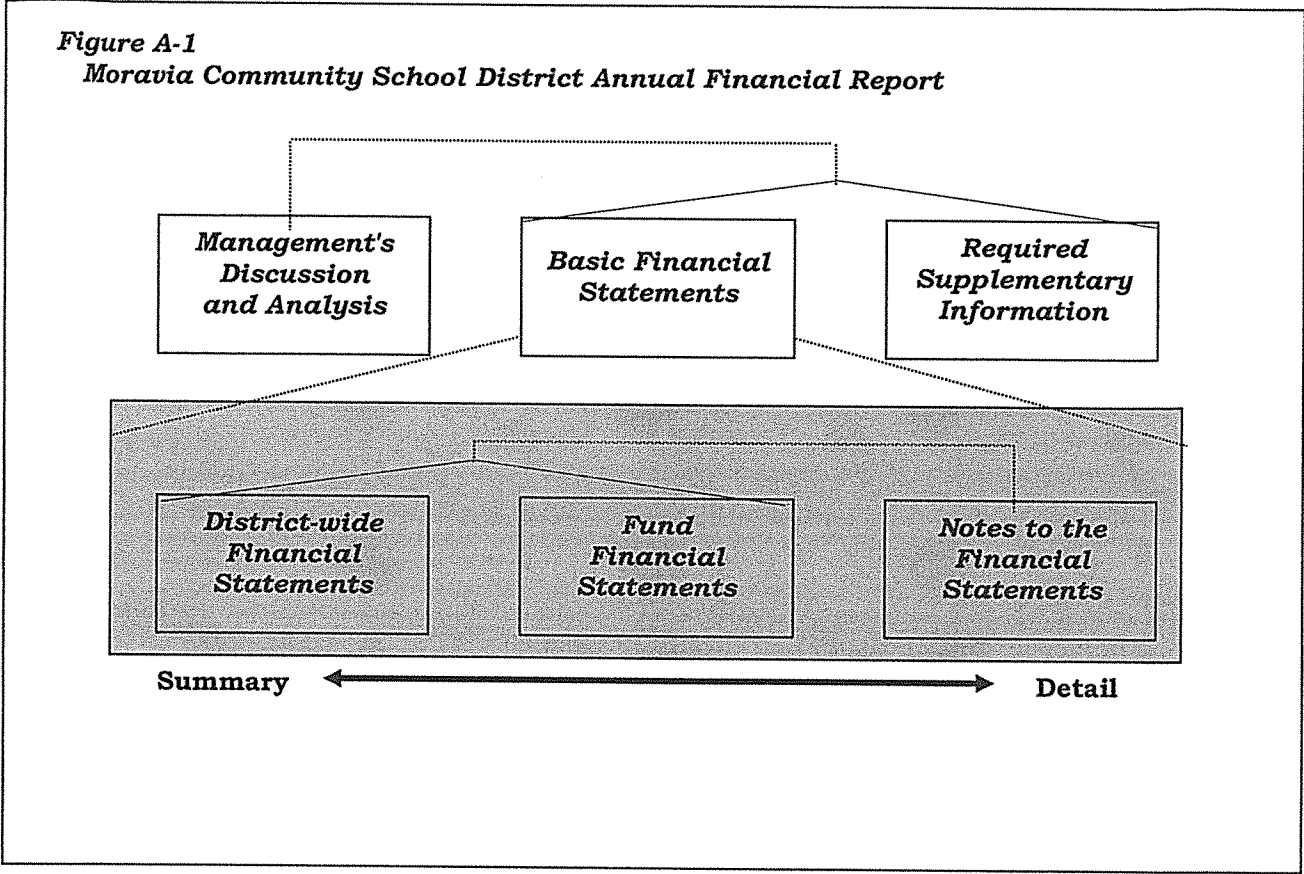 Figure A-1
Moravia Community School District Annual Financial Report
Management's
Discussion
and Analysis
Basic Financial
Statements
Required
Supplementary
Information
District-wide
Financial
Statements
Fund
Financial
Statements
Notes to the
Financial
Statements
Summary
Detail